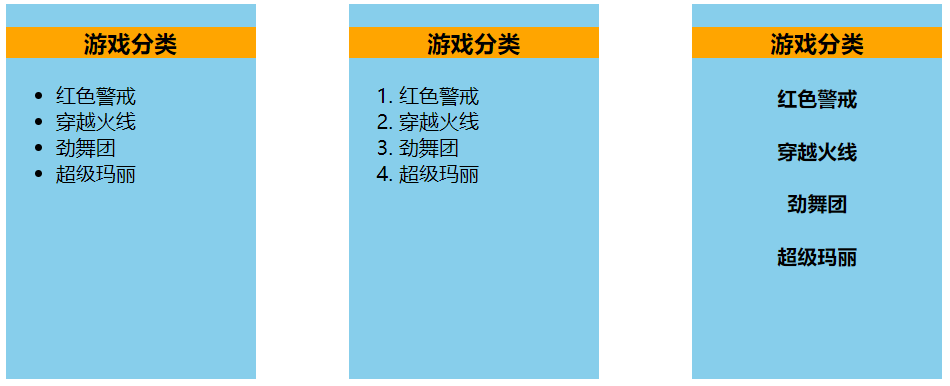 游戏分类
• 红色警戒
• 穿越火线
• 劲舞团
• 超级玛丽
游戏分类
1. 红色警戒
2. 穿越火线
3. 劲舞团
4. 超级玛丽
游戏分类
红色警戒
穿越火线
劲舞团
超级玛丽